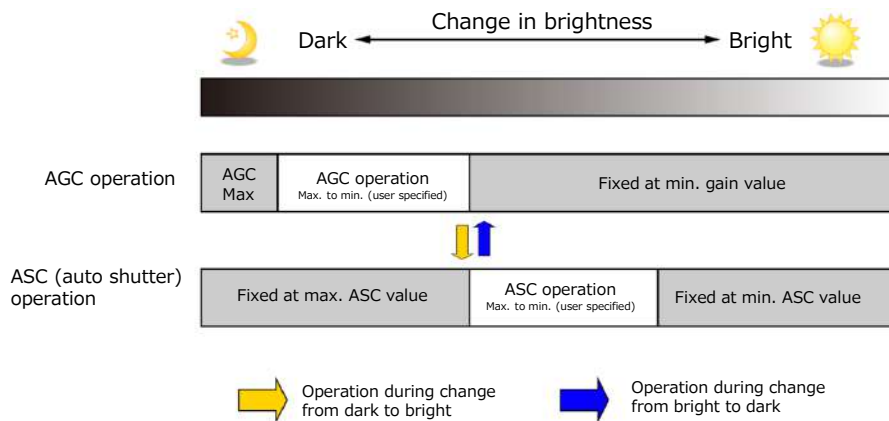 Change in brightness
Dark
Bright
AGC operation
AGC
Max
AGC operation
Max. to min. (user specified)
Fixed at min. gain value
ASC (auto shutter)
operation
Fixed at max. ASC value
ASC operation
Max. to min. (user specified)
Fixed at min. ASC value
Operation during change
from dark to bright
Operation during change
from bright to dark